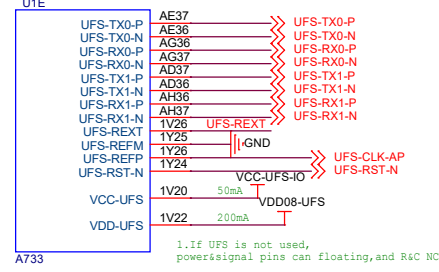 U1E
UFS-TX0-P AE37 UFS-TX0-P
UFS-TX0-N AE36 UFS-TX0-N
UFS-RX0-P AG36 UFS-RX0-P
UFS-RX0-N AG37 UFS-RX0-N
UFS-TX1-P AD37 UFS-TX1-P
UFS-TX1-N AD36 UFS-TX1-N
UFS-RX1-P AH36 UFS-RX1-P
UFS-RX1-N AH37 UFS-RX1-N
UFS-REXT 1V26 UFS-REXT
UFS-REFM 1Y25 GND
UFS-REFP 1Y26 UFS-CLK-AP
UFS-RST-N 1Y24 UFS-RST-N
VCC-UFS-IO
VCC-UFS 1V20 50mA
VDD08-UFS
VDD-UFS 1V22 200mA
1.If UFS is not used,
power&signal pins can floating,and R&C NC
A733